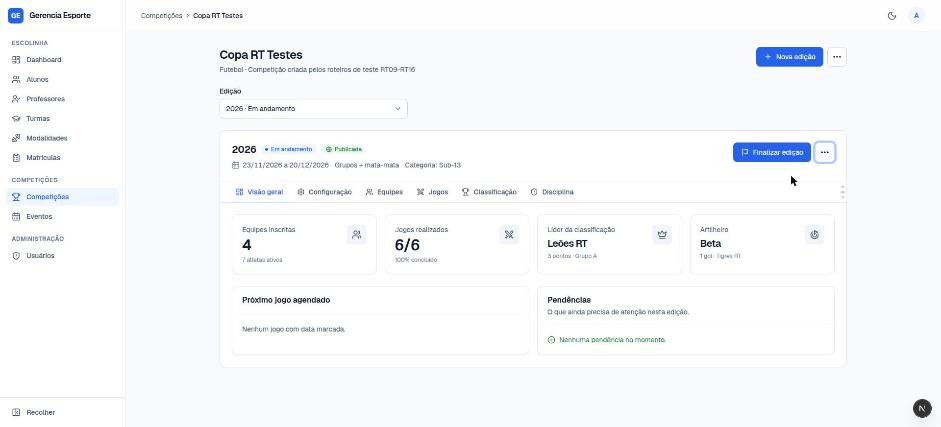 GE Gerencia Esporte
Competições > Copa RT Testes
A
ESCOLINHA
Dashboard
Alunos
Professores
Turmas
Modalidades
Matrículas
COMPETIÇÕES
Competições
Eventos
ADMINISTRAÇÃO
Usuários
Recolher
Copa RT Testes
Futebol · Competição criada pelos roteiros de teste RT09-RT16
Nova edição
Edição
2026 · Em andamento
2026 Em andamento Publicada
23/11/2026 a 20/12/2026 · Grupos + mata-mata · Categoria: Sub-13
Finalizar edição
Visão geral Configuração Equipes Jogos Classificação Disciplina
Equipes inscritas
4
7 atletas ativos
Jogos realizados
6/6
100% concluído
Líder da classificação
Leões RT
3 pontos · Grupo A
Artilheiro
Beta
1 gol · Tigres RT
Próximo jogo agendado
Nenhum jogo com data marcada.
Pendências
O que ainda precisa de atenção nesta edição.
Nenhuma pendência no momento.
N